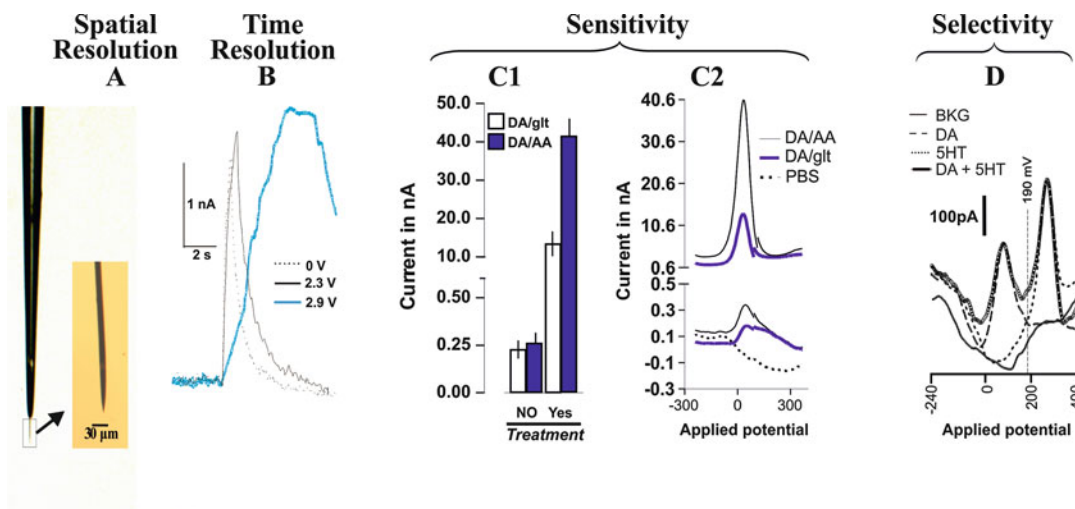 Spatial
Resolution
A
30 µm
Time
Resolution
B
1 nA
2 s
0 V
2.3 V
2.9 V
Sensitivity
C1
Current in nA
50.0
40.0
30.0
20.0
10.0
0.50
0.25
0.00
DA/glt
DA/AA
NO Yes
Treatment
C2
Current in nA
40.6
30.6
20.6
10.6
0.6
0.5
0.3
0.1
-0.1
-0.3
DA/AA
DA/glt
PBS
-300 0 300
Applied potential
Selectivity
D
BKG
DA
5HT
DA + 5HT
190 mV
100pA
-240 0 200 400
Applied potential